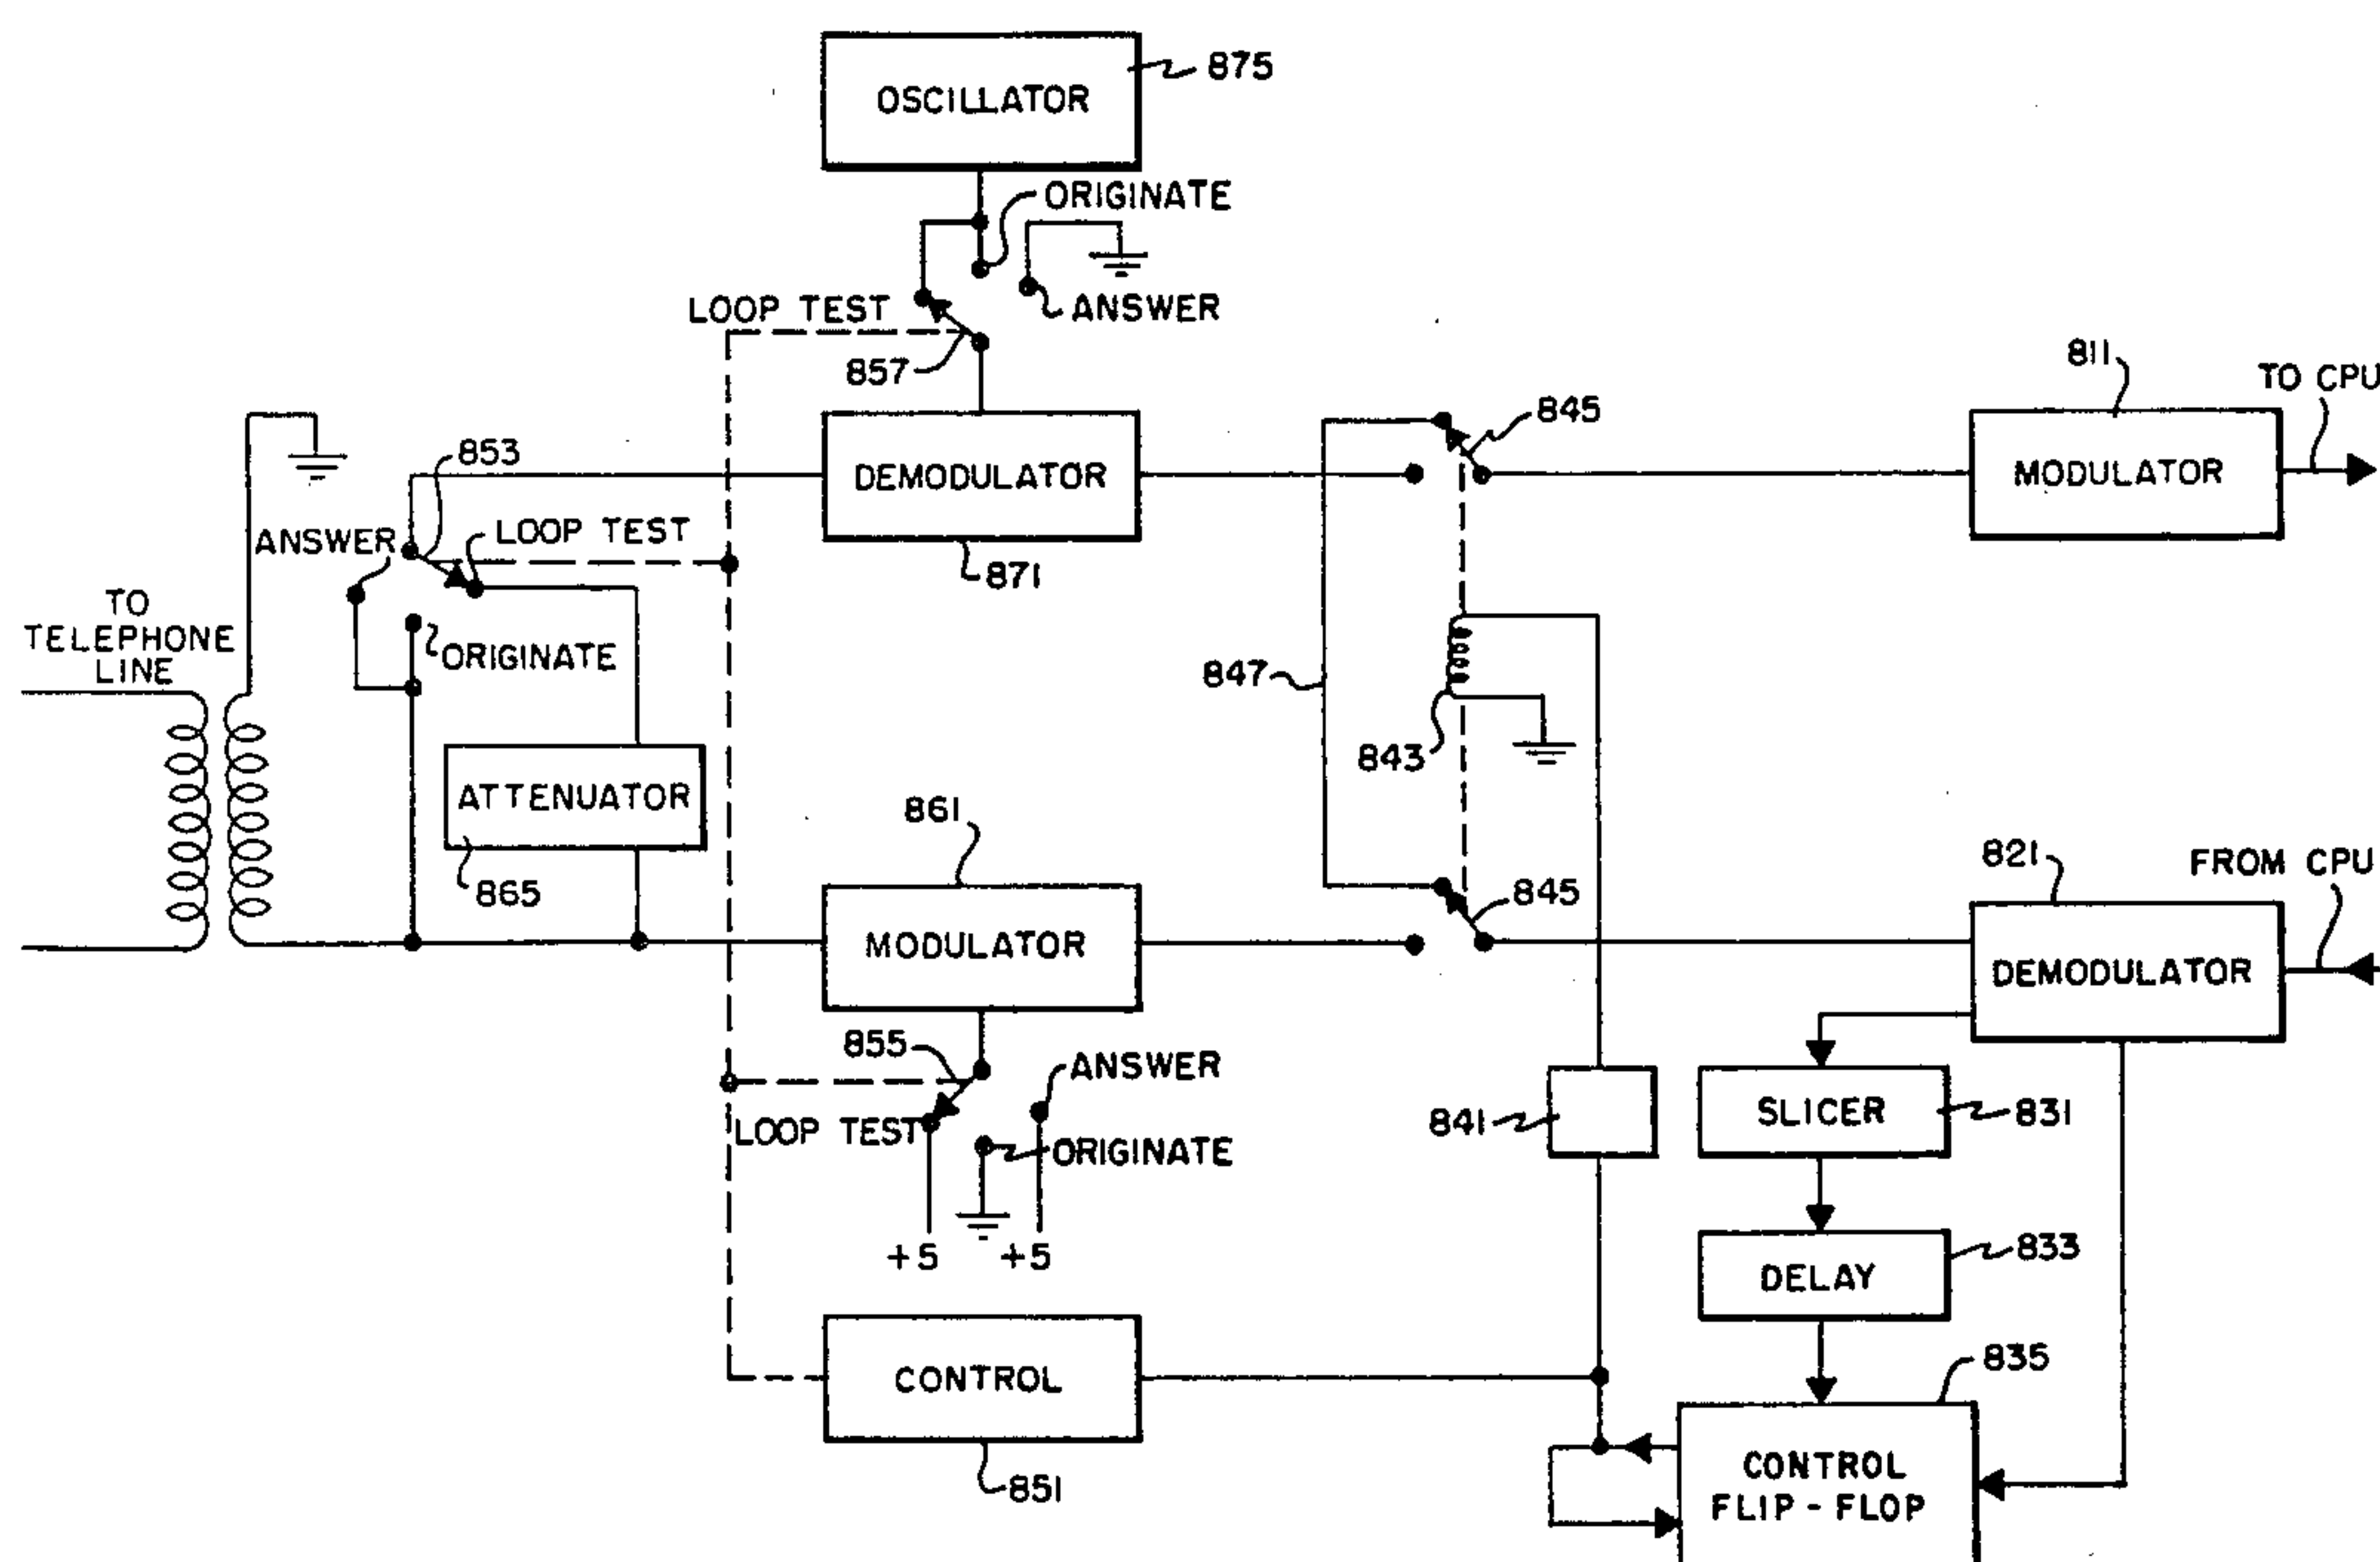 OSCILLATOR
875
ORIGINATE
LOOP TEST
ANSWER
857
811
TO CPU
845
853
DEMODULATOR
MODULATOR
ANSWER
LOOP TEST
871
TO
TELEPHONE
LINE
ORIGINATE
847
843
ATTENUATOR
865
861
845
821
FROM CPU
MODULATOR
DEMODULATOR
855
ANSWER
LOOP TEST
ORIGINATE
841
SLICER
831
+5
+5
DELAY
833
CONTROL
835
851
CONTROL
FLIP-FLOP